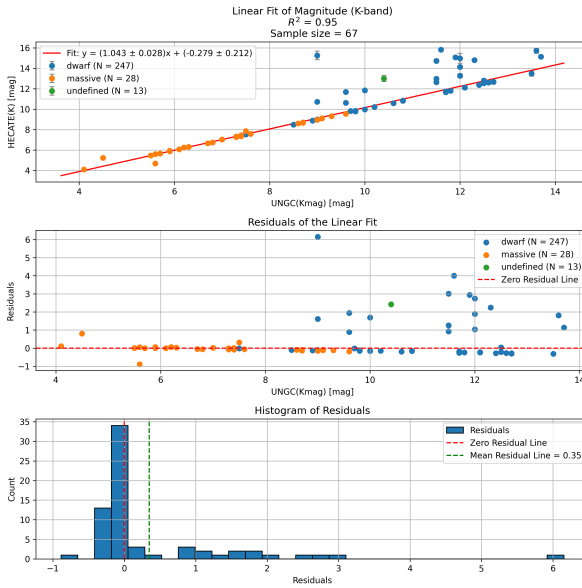 Linear Fit of Magnitude (K-band)
R² = 0.95
Sample size = 67
16
14
12
10
8
6
4
HECATE(K) [mag]
Fit: y = (1.043 ± 0.028)x + (-0.279 ± 0.212)
dwarf (N = 247)
massive (N = 28)
undefined (N = 13)
4 6 8 10 12 14
UNGC(Kmag) [mag]
Residuals of the Linear Fit
6
5
4
3
2
1
0
−1
Residuals
dwarf (N = 247)
massive (N = 28)
undefined (N = 13)
Zero Residual Line
4 6 8 10 12 14
UNGC(Kmag) [mag]
Histogram of Residuals
35
30
25
20
15
10
5
0
Count
Residuals
Zero Residual Line
Mean Residual Line = 0.35
−1 0 1 2 3 4 5 6
Residuals